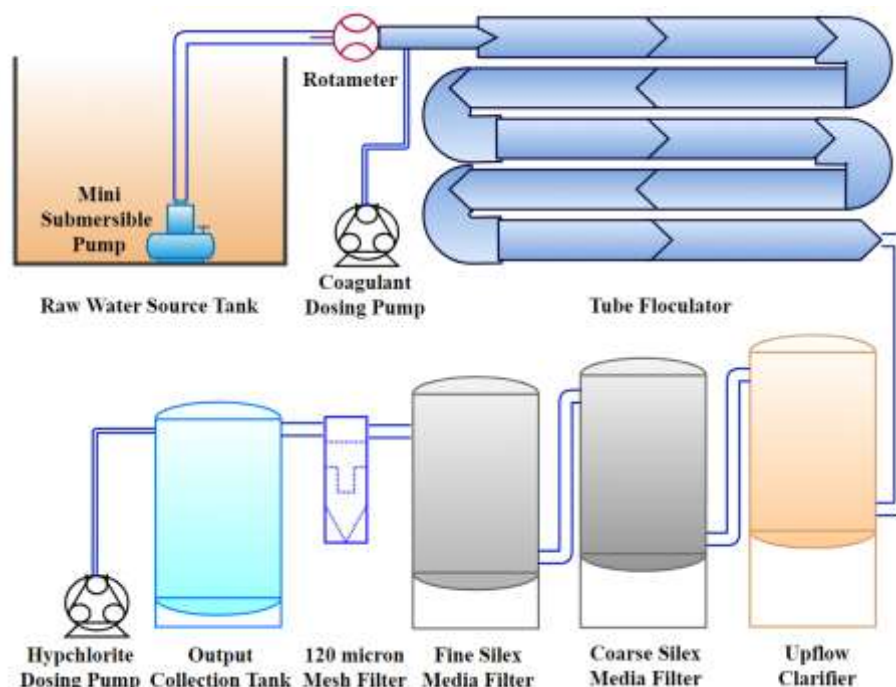 Rotameter
Mini
Submersible
Pump
Coagulant
Dosing Pump
Raw Water Source Tank
Tube Floculator
Hypchlorite
Dosing Pump
Output
Collection Tank
120 micron
Mesh Filter
Fine Silex
Media Filter
Coarse Silex
Media Filter
Upflow
Clarifier